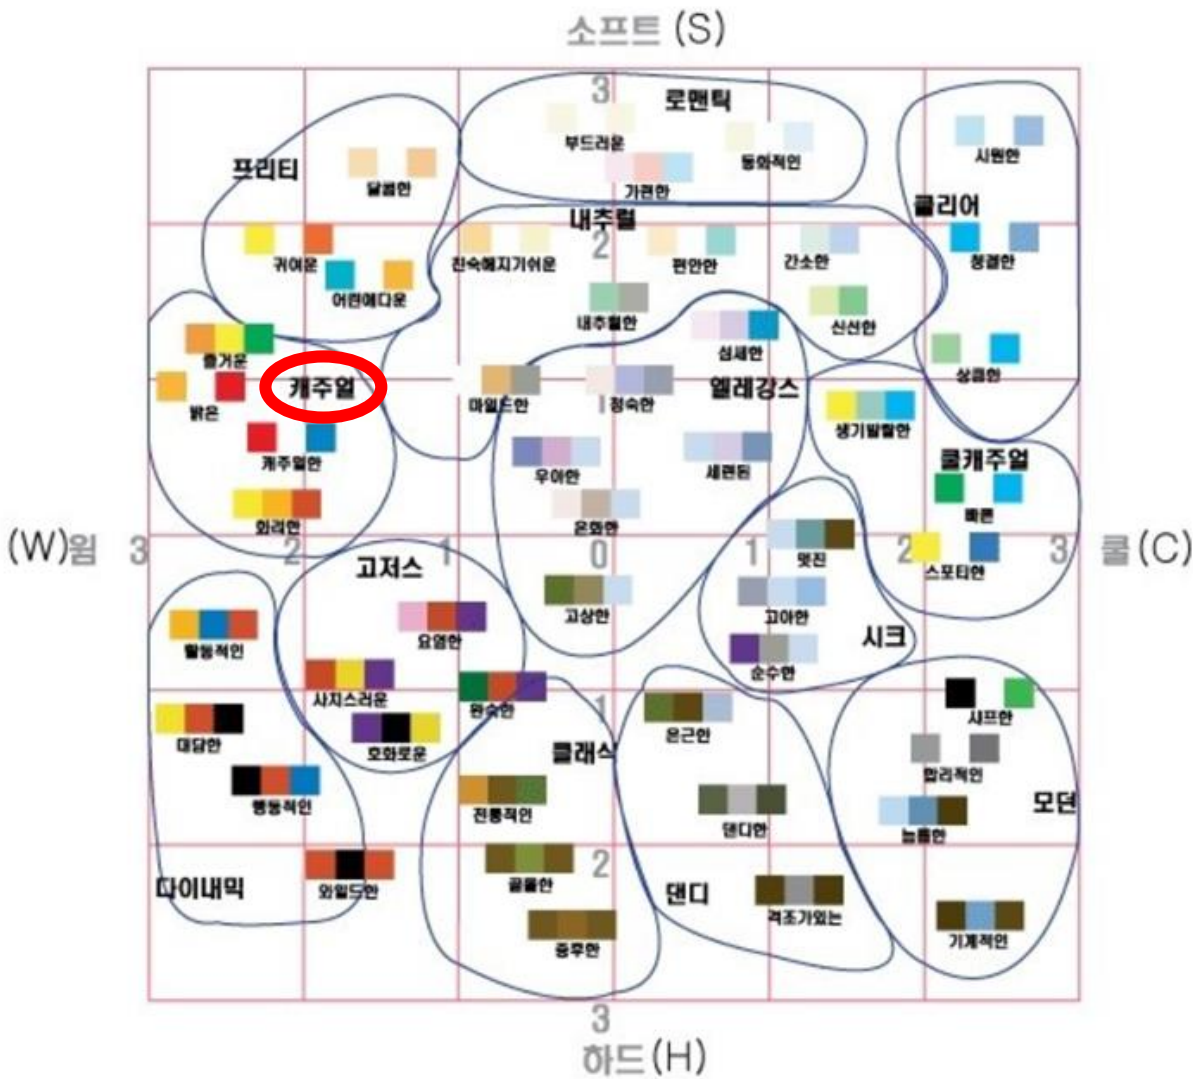 소프트 (S)
3
로맨틱
부드러운
동화적인
가련한
시원한
프리티
달콤한
클리어
내추럴
2
귀여운
친숙해지기쉬운
편안한
간소한
청결한
어린애다운
내추럴한
신선한
섬세한
즐거운
상쾌한
캐주얼
엘레강스
밝은
마일드한
1
정숙한
생기발랄한
캐주얼한
우아한
세련된
쿨캐주얼
빠른
화려한
온화한
(W)웜 3 2 1 0 1 2 3 쿨(C)
멋진
스포티한
고저스
고상한
고아한
활동적인
요염한
시크
순수한
사치스러운
완숙한
1
은근한
샤프한
대담한
호화로운
클래식
합리적인
행동적인
전통적인
댄디한
모던
늠름한
2
다이내믹
와일드한
댄디
격조가있는
기계적인
중후한
3
하드(H)